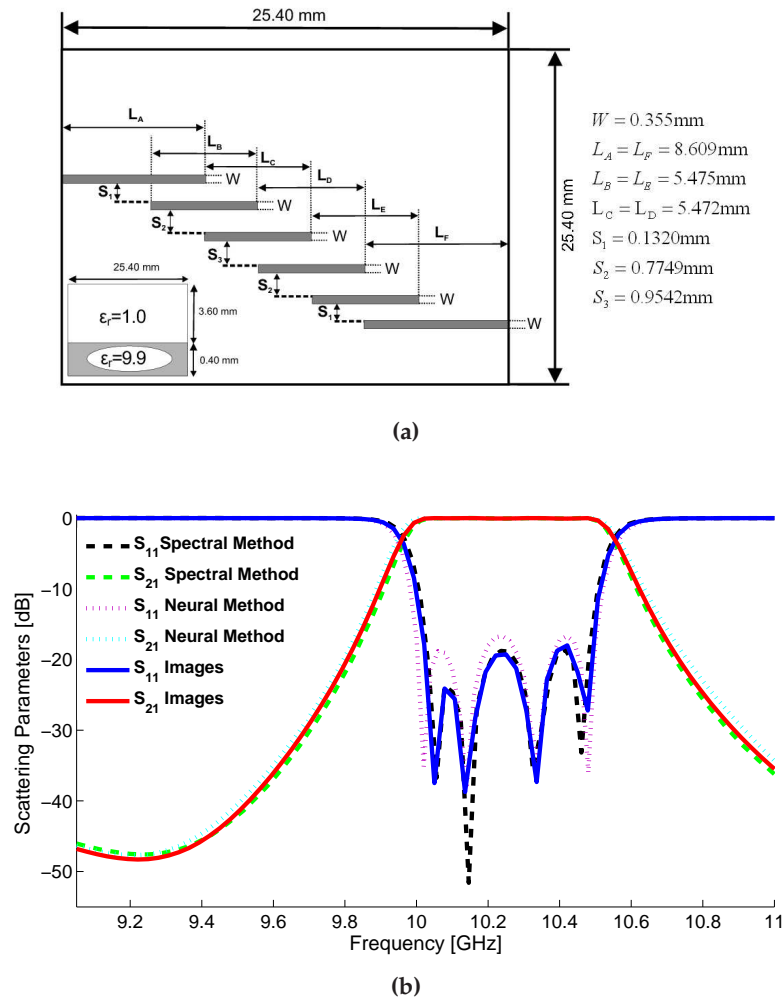 25.40 mm
L_A
L_B
L_C
L_D
L_E
L_F
W
W
W
W
W
W
S_1
S_2
S_3
S_2
S_1
25.40 mm
25.40 mm
ε_r=1.0
3.60 mm
ε_r=9.9
0.40 mm
W = 0.355mm
L_A = L_F = 8.609mm
L_B = L_E = 5.475mm
L_C = L_D = 5.472mm
S_1 = 0.1320mm
S_2 = 0.7749mm
S_3 = 0.9542mm
(a)
0
−10
−20
−30
−40
−50
Scattering Parameters [dB]
S_11 Spectral Method
S_21 Spectral Method
S_11 Neural Method
S_21 Neural Method
S_11 Images
S_21 Images
9.2 9.4 9.6 9.8 10 10.2 10.4 10.6 10.8 11
Frequency [GHz]
(b)